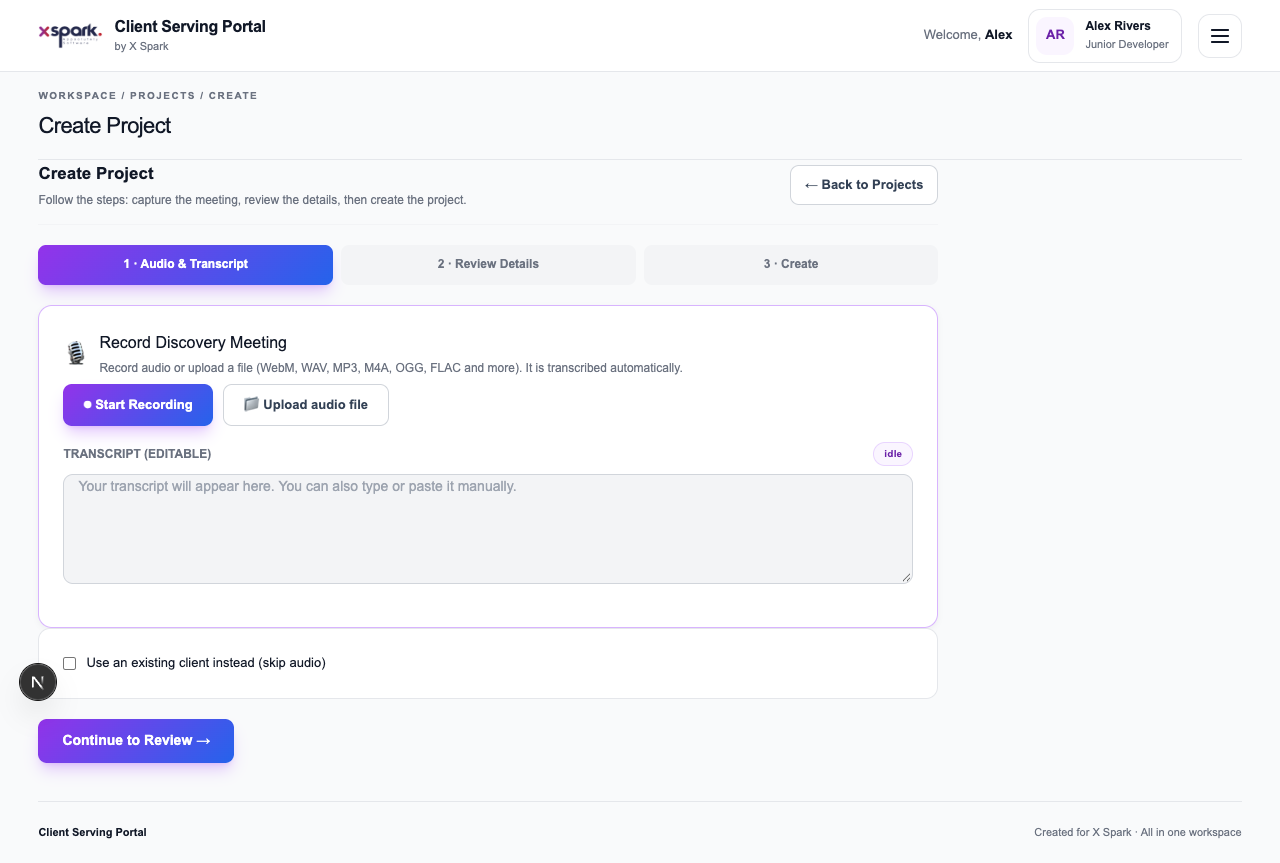 xspark.
Client Serving Portal
by X Spark
Welcome, Alex
AR
Alex Rivers
Junior Developer
WORKSPACE / PROJECTS / CREATE
Create Project
Create Project
Follow the steps: capture the meeting, review the details, then create the project.
← Back to Projects
1 · Audio & Transcript
2 · Review Details
3 · Create
Record Discovery Meeting
Record audio or upload a file (WebM, WAV, MP3, M4A, OGG, FLAC and more). It is transcribed automatically.
Start Recording
Upload audio file
TRANSCRIPT (EDITABLE)
idle
Your transcript will appear here. You can also type or paste it manually.
Use an existing client instead (skip audio)
N
Continue to Review →
Client Serving Portal
Created for X Spark · All in one workspace